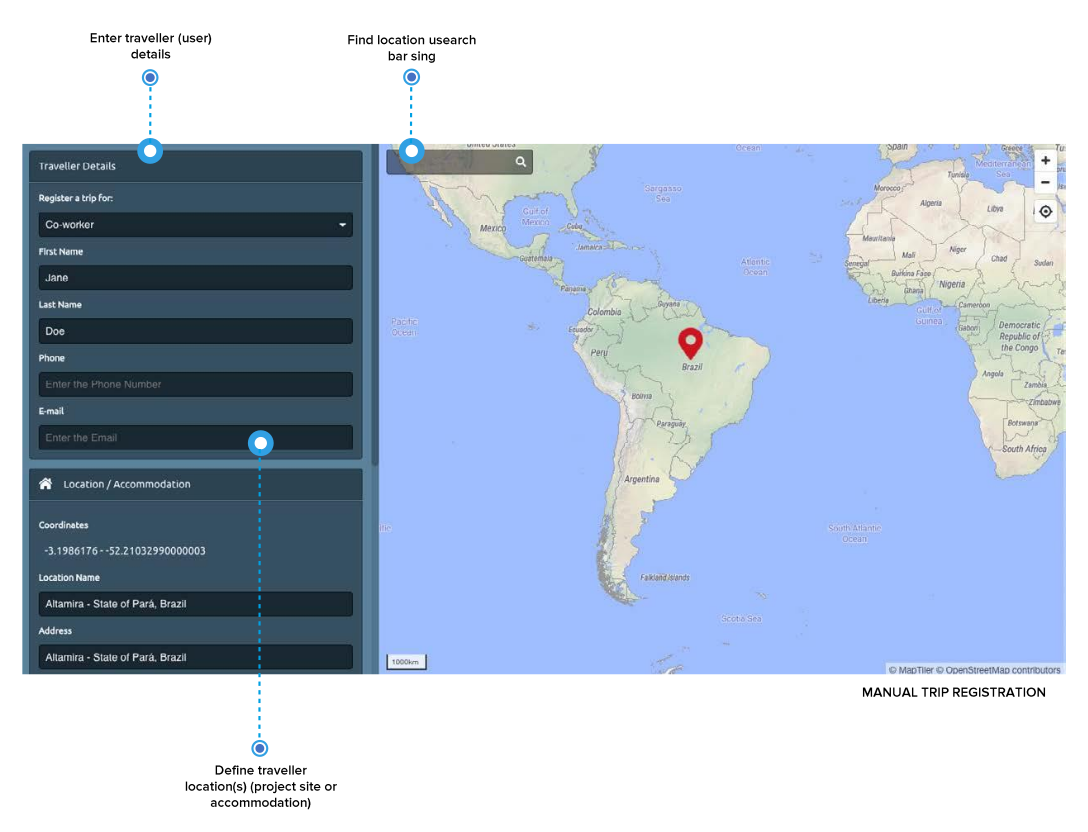 Enter traveller (user)
details
Find location usearch
bar sing
Traveller Details
Register a trip for:
Co-worker
First Name
Jane
Last Name
Doe
Phone
Enter the Phone Number
E-mail
Enter the Email
Location / Accommodation
Coordinates
-3.1986176 - -52.21032990000003
Location Name
Altamira - State of Pará, Brazil
Address
Altamira - State of Pará, Brazil
United States
Ocean
Spain
Greece
Mediterranean
Sea
Tunisia
Morocco
Algeria
Libya
Sargasso
Sea
Gulf of
Mexico
Mexico
Cuba
Jamaica
Guatemala
Mauritania
Mali
Niger
Chad
Sudan
Senegal
Burkina Faso
Nigeria
Ghana
Liberia
Cameroon
Gulf of
Guinea
Gabon
Democratic
Republic of
the Congo
Atlantic
Ocean
Panama
Pacific
Ocean
Colombia
Guyana
Ecuador
Peru
Brazil
Bolivia
Paraguay
Argentina
Angola
Zambia
Zimbabwe
Botswana
South Africa
South Atlantic
Ocean
Falkland Islands
Scotia Sea
+
−
1000km
© MapTiler © OpenStreetMap contributors
MANUAL TRIP REGISTRATION
Define traveller
location(s) (project site or
accommodation)